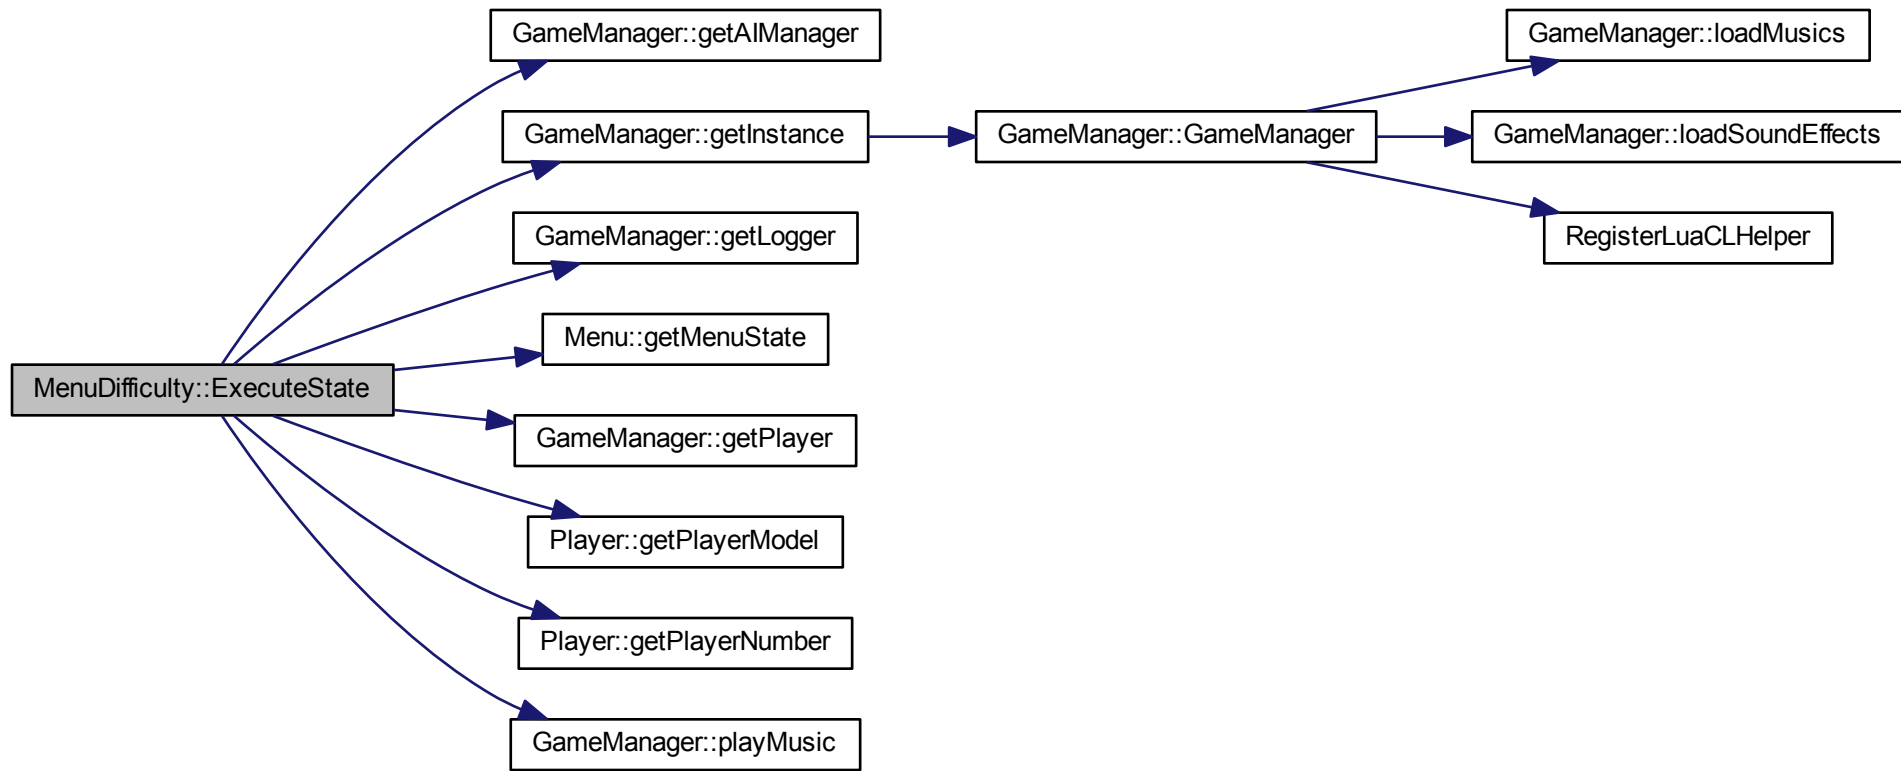 GameManager::getAIManager
GameManager::loadMusics
GameManager::getInstance
GameManager::GameManager
GameManager::loadSoundEffects
GameManager::getLogger
RegisterLuaCLHelper
Menu::getMenuState
MenuDifficulty::ExecuteState
GameManager::getPlayer
Player::getPlayerModel
Player::getPlayerNumber
GameManager::playMusic